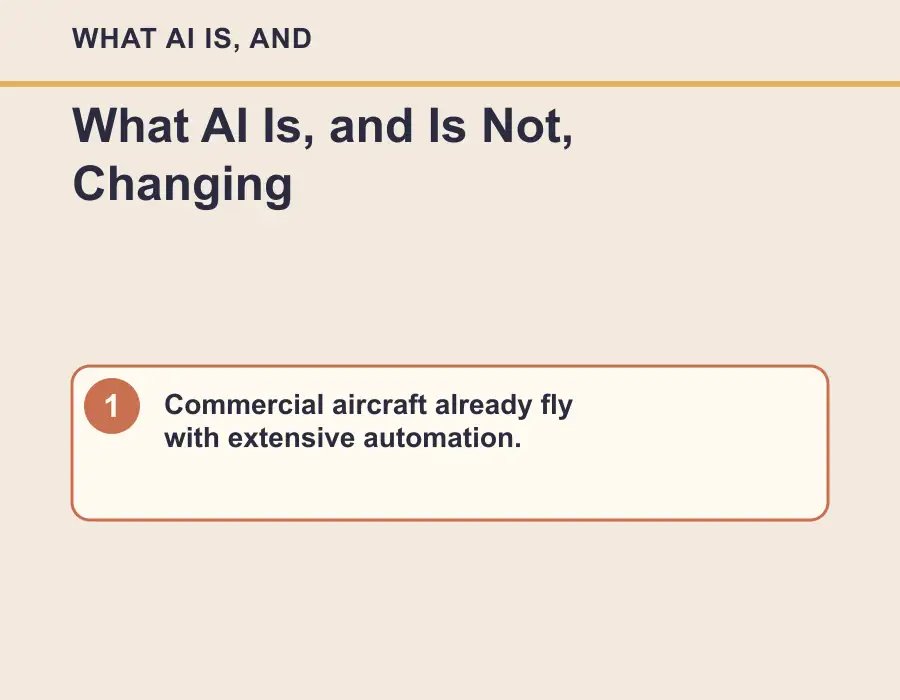 WHAT AI IS, AND
What AI Is, and Is Not,
Changing
1
Commercial aircraft already fly
with extensive automation.